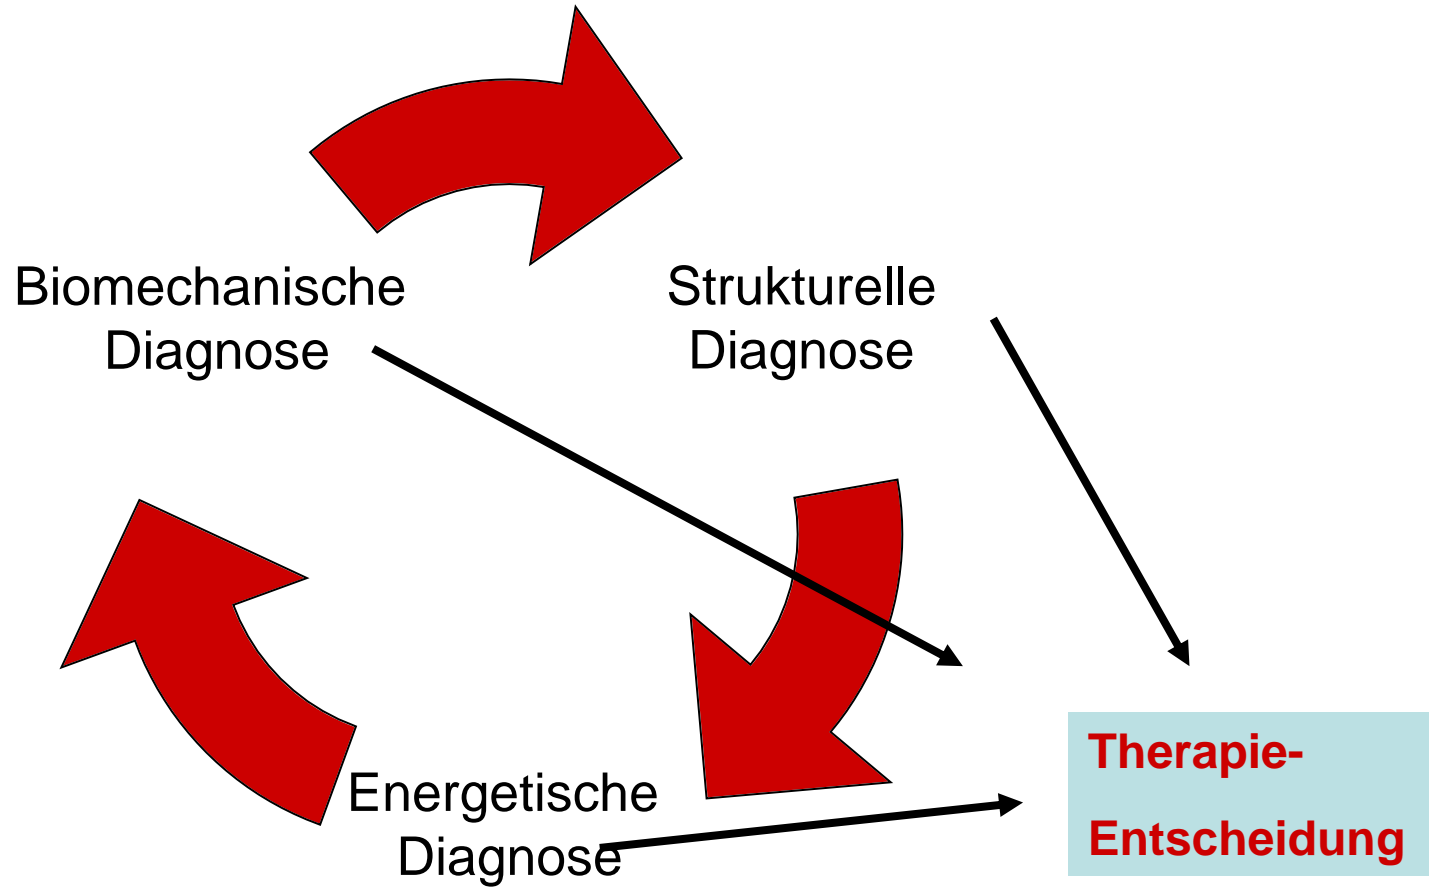 Biomechanische
Diagnose
Strukturelle
Diagnose
Energetische
Diagnose
Therapie-
Entscheidung